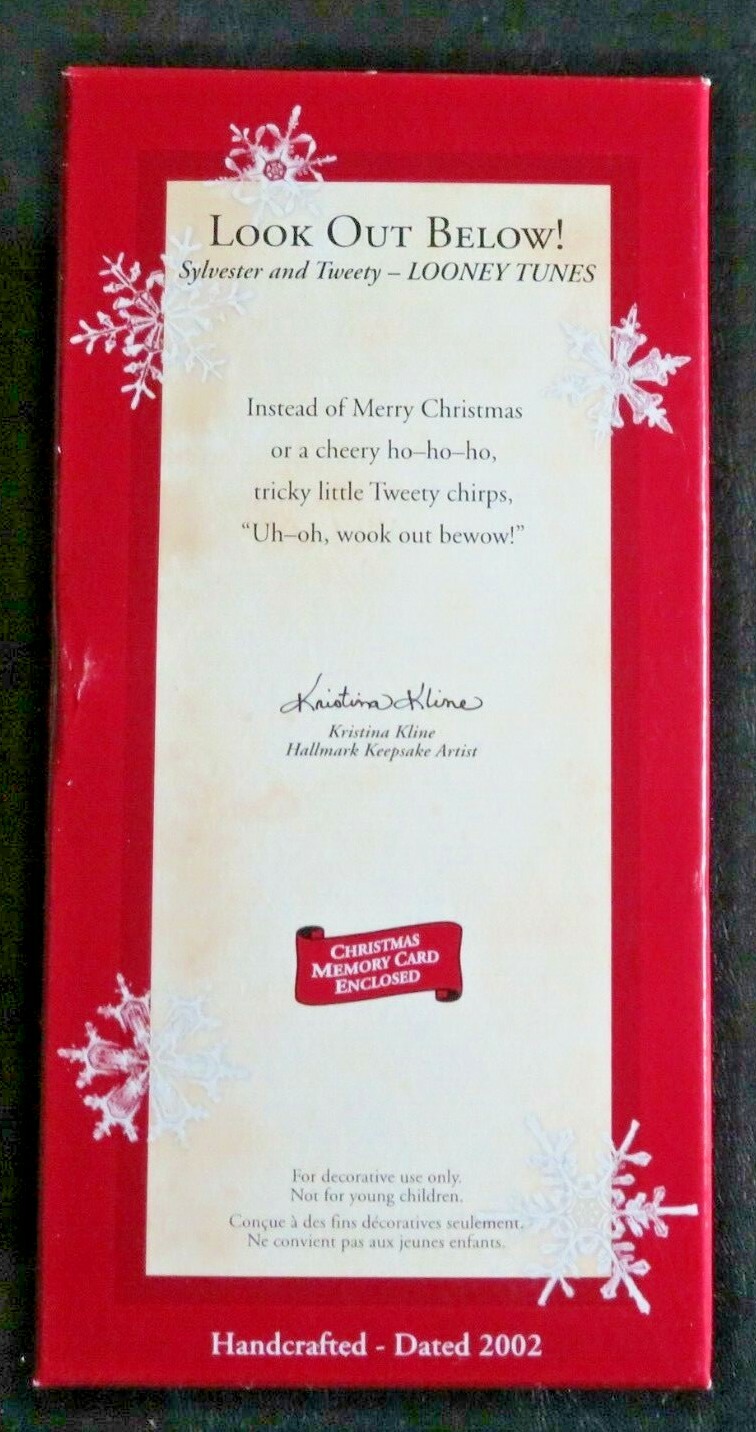 Look Out Below!
Sylvester and Tweety – LOONEY TUNES
Instead of Merry Christmas
or a cheery ho–ho–ho,
tricky little Tweety chirps,
“Uh–oh, wook out bewow!”
Kristina Kline
Kristina Kline
Hallmark Keepsake Artist
CHRISTMAS
MEMORY CARD
ENCLOSED
For decorative use only.
Not for young children.
Conçue à des fins décoratives seulement.
Ne convient pas aux jeunes enfants.
Handcrafted - Dated 2002